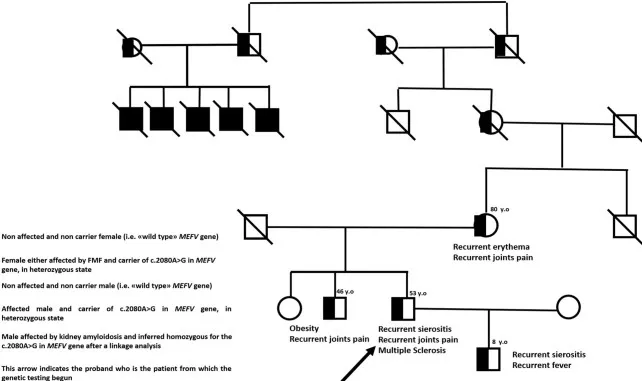 80 y.o
Recurrent erythema
Recurrent joints pain
Non affected and non carrier female (i.e. «wild type» MEFV gene)
Female either affected by FMF and carrier of c.2080A>G in MEFV
gene, in heterozygous state
Non affected and non carrier male (i.e. «wild type» MEFV gene)
Affected male and carrier of c.2080A>G in MEFV gene, in
heterozygous state
Male affected by kidney amyloidosis and inferred homozygous for the
c.2080A>G in MEFV gene after a linkage analysis
This arrow indicates the proband who is the patient from which the
genetic testing begun
46 y.o
53 y.o
Obesity
Recurrent joints pain
Recurrent sierositis
Recurrent joints pain
Multiple Sclerosis
8 y.o
Recurrent sierositis
Recurrent fever